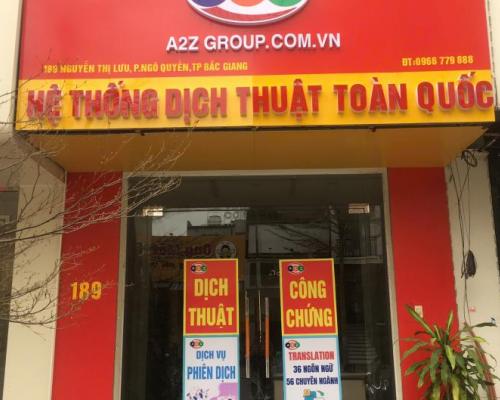 A2Z GROUP.COM.VN
189 NGUYỄN THỊ LƯU, P.NGÔ QUYỀN,TP BẮC GIANG
ĐT:0966 779 888
HỆ THỐNG DỊCH THUẬT TOÀN QUỐC
189
DỊCH
THUẬT
DỊCH VỤ
PHIÊN DỊCH
CÔNG
CHỨNG
TRANSLATION
36 NGÔN NGỮ
56 CHUYÊN NGÀNH